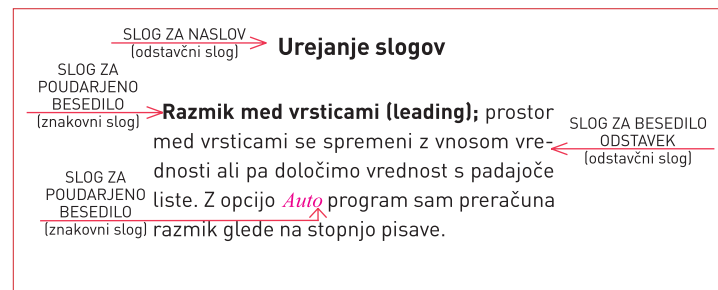 SLOG ZA NASLOV
(odstavčni slog)
Urejanje slogov
SLOG ZA
POUDARJENO
BESEDILO
(znakovni slog)
Razmik med vrsticami (leading); prostor
med vrsticami se spremeni z vnosom vre-
dnosti ali pa določimo vrednost s padajoče
liste. Z opcijo Auto program sam preračuna
razmik glede na stopnjo pisave.
SLOG ZA BESEDILO
ODSTAVEK
(odstavčni slog)
SLOG ZA
POUDARJENO
BESEDILO
(znakovni slog)